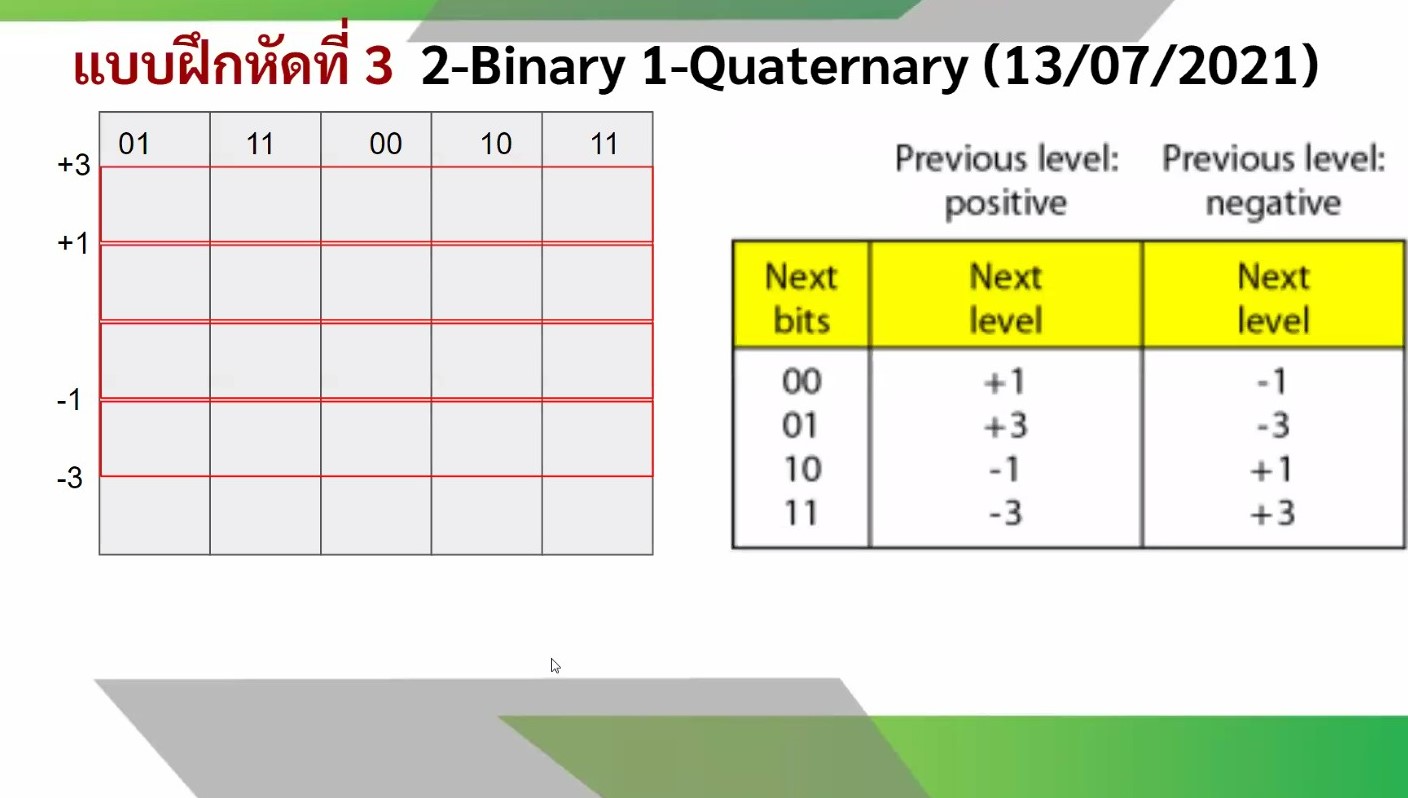 แบบฝึกหัดที่ 3 2-Binary 1-Quaternary (13/07/2021)
01 11 00 10 11
+3
+1
-1
-3
Previous level: positive Previous level: negative
Next bits Next level Next level
00 +1 -1
01 +3 -3
10 -1 +1
11 -3 +3